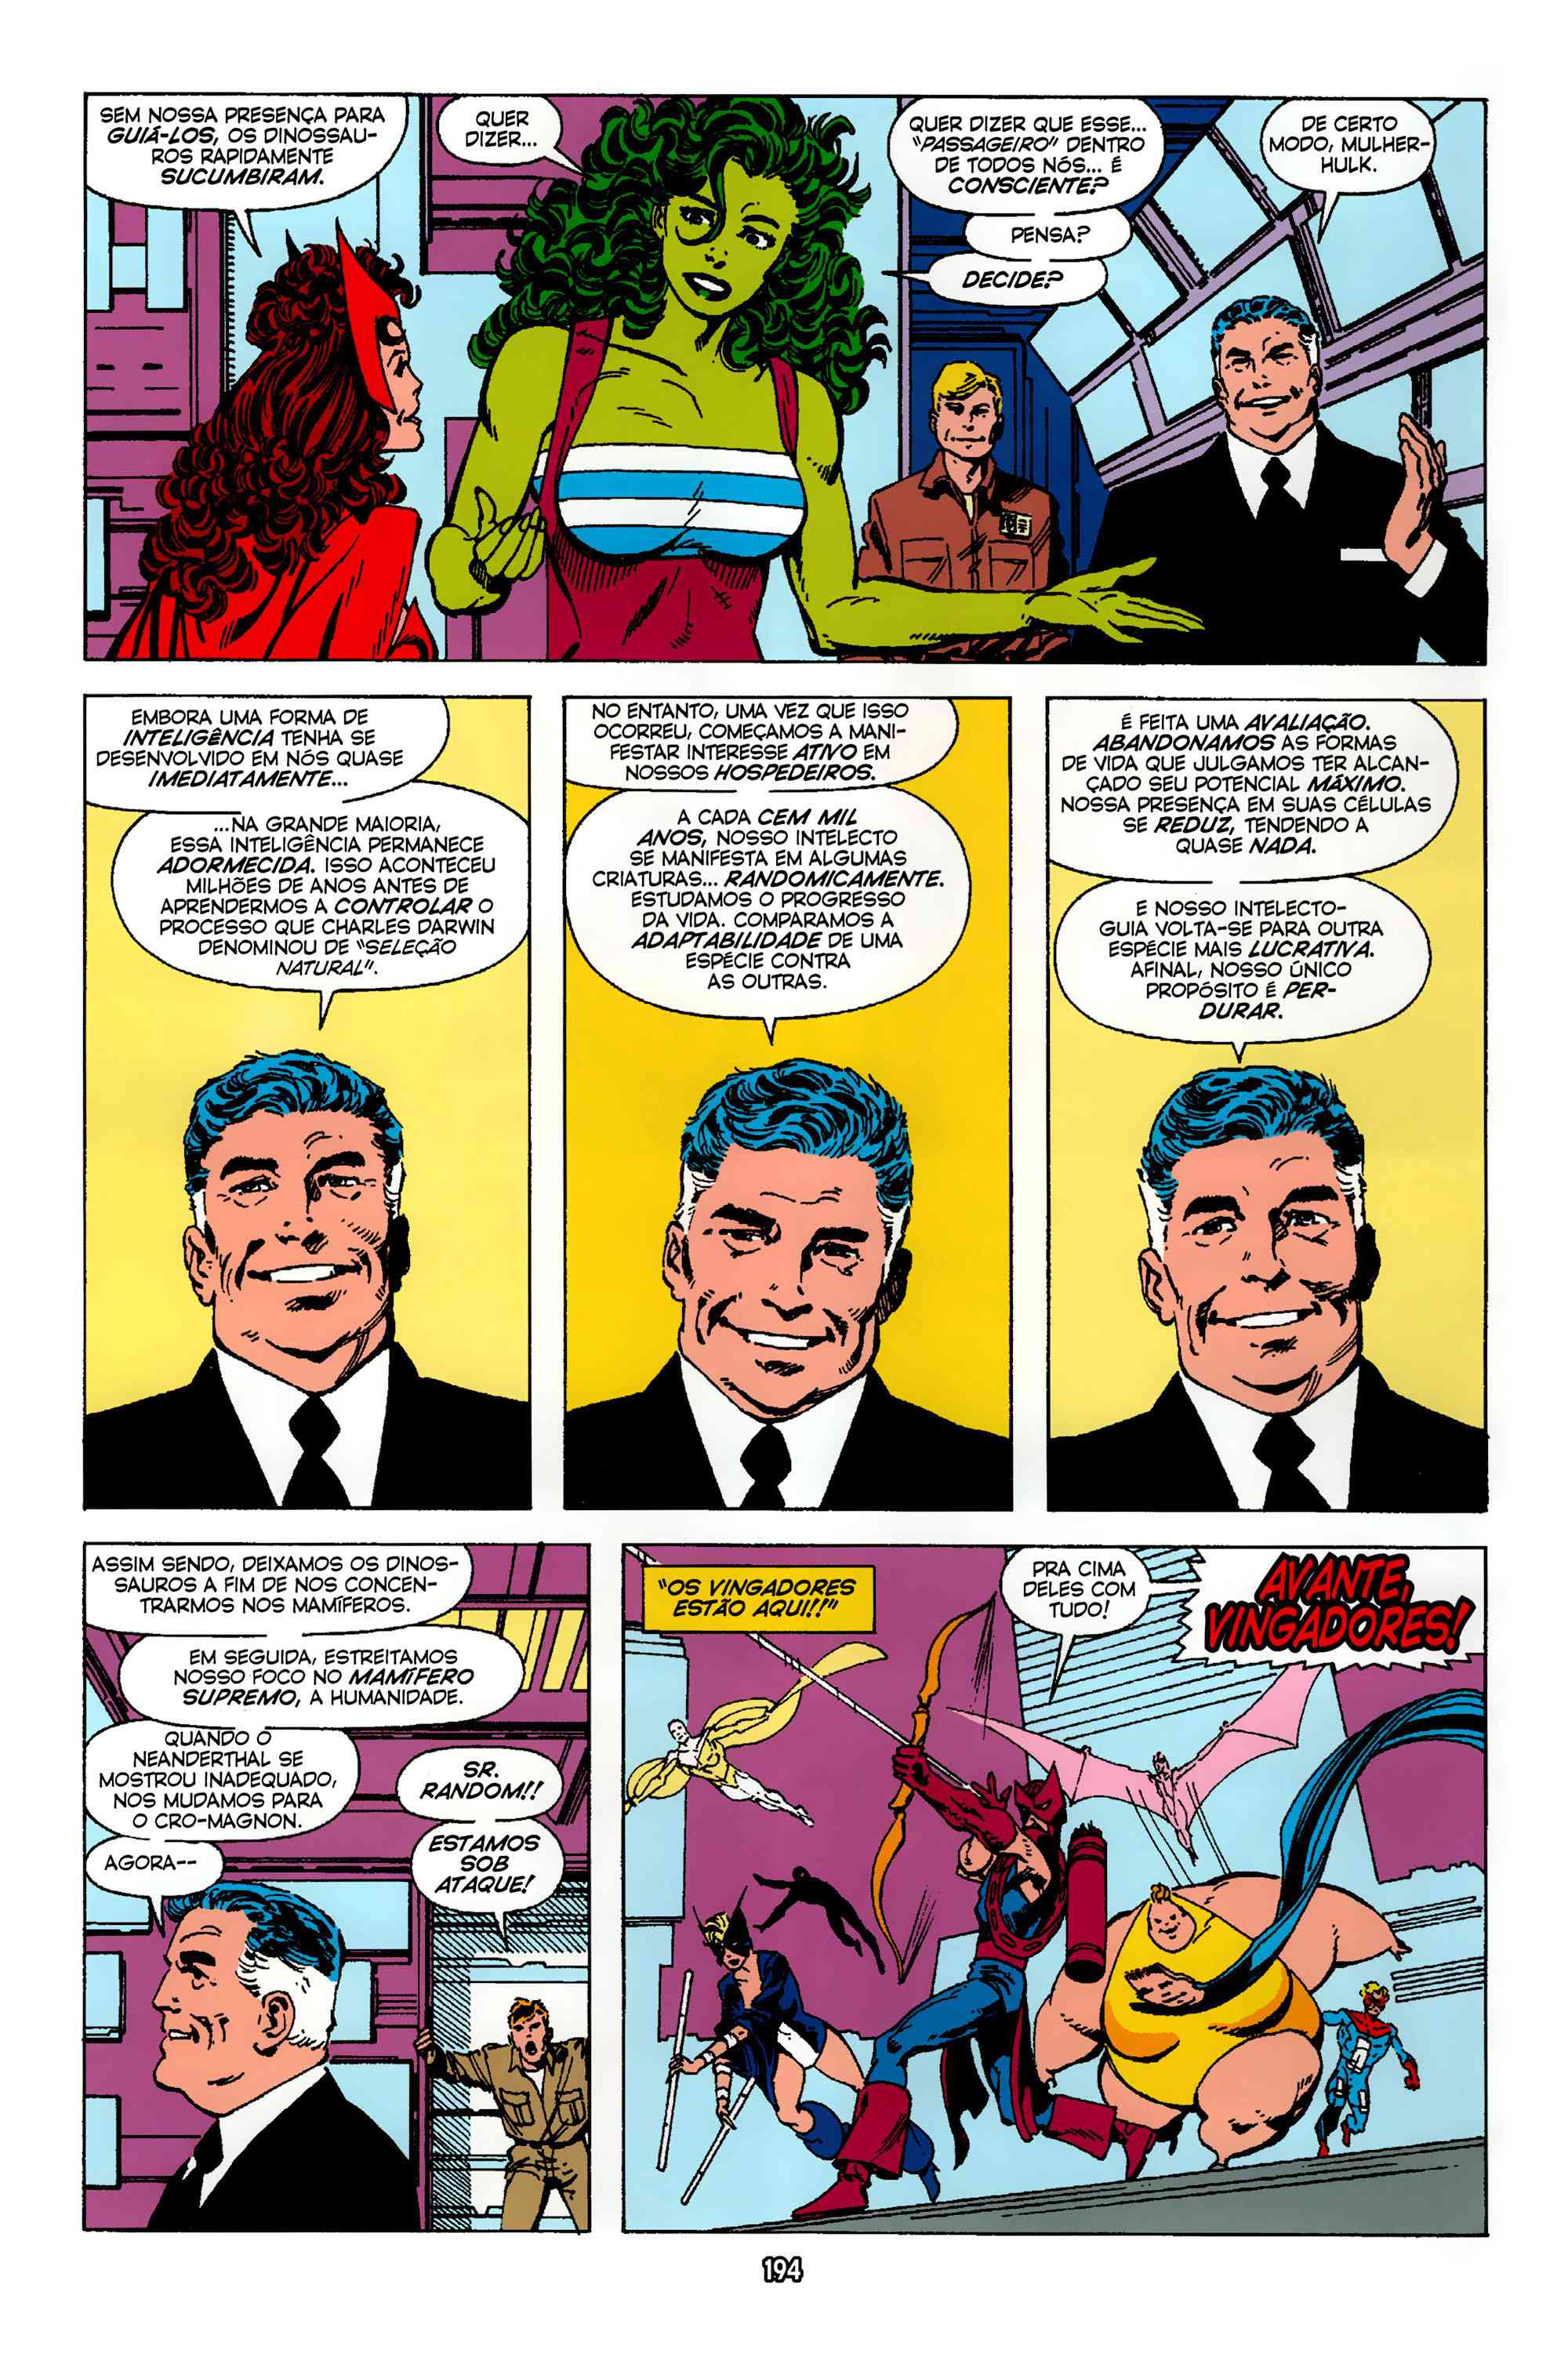 SEM NOSSA PRESENÇA PARA
GUIÁ-LOS, OS DINOSSAU-
ROS RAPIDAMENTE
SUCUMBIRAM.
QUER
DIZER...
QUER DIZER QUE ESSE...
"PASSAGEIRO" DENTRO
DE TODOS NÓS... É
CONSCIENTE?
PENSA?
DECIDE?
DE CERTO
MODO, MULHER-
HULK.
EMBORA UMA FORMA DE
INTELIGÊNCIA TENHA SE
DESENVOLVIDO EM NÓS QUASE
IMEDIATAMENTE...
...NA GRANDE MAIORIA,
ESSA INTELIGÊNCIA PERMANECE
ADORMECIDA. ISSO ACONTECEU
MILHÕES DE ANOS ANTES DE
APRENDERMOS A CONTROLAR O
PROCESSO QUE CHARLES DARWIN
DENOMINOU DE "SELEÇÃO
NATURAL".
NO ENTANTO, UMA VEZ QUE ISSO
OCORREU, COMEÇAMOS A MANI-
FESTAR INTERESSE ATIVO EM
NOSSOS HOSPEDEIROS.
A CADA CEM MIL
ANOS, NOSSO INTELECTO
SE MANIFESTA EM ALGUMAS
CRIATURAS... RANDOMICAMENTE.
ESTUDAMOS O PROGRESSO
DA VIDA. COMPARAMOS A
ADAPTABILIDADE DE UMA
ESPÉCIE CONTRA
AS OUTRAS.
É FEITA UMA AVALIAÇÃO.
ABANDONAMOS AS FORMAS
DE VIDA QUE JULGAMOS TER ALCAN-
ÇADO SEU POTENCIAL MÁXIMO.
NOSSA PRESENÇA EM SUAS CÉLULAS
SE REDUZ, TENDENDO A
QUASE NADA.
E NOSSO INTELECTO-
GUIA VOLTA-SE PARA OUTRA
ESPÉCIE MAIS LUCRATIVA.
AFINAL, NOSSO ÚNICO
PROPÓSITO É PER-
DURAR.
ASSIM SENDO, DEIXAMOS OS DINOS-
SAUROS A FIM DE NOS CONCEN-
TRARMOS NOS MAMÍFEROS.
EM SEGUIDA, ESTREITAMOS
NOSSO FOCO NO MAMÍFERO
SUPREMO, A HUMANIDADE.
QUANDO O
NEANDERTHAL SE
MOSTROU INADEQUADO,
NOS MUDAMOS PARA
O CRO-MAGNON.
AGORA--
SR.
RANDOM!!
ESTAMOS
SOB
ATAQUE!
"OS VINGADORES
ESTÃO AQUI!!"
PRA CIMA
DELES COM
TUDO!
AVANTE,
VINGADORES!
194